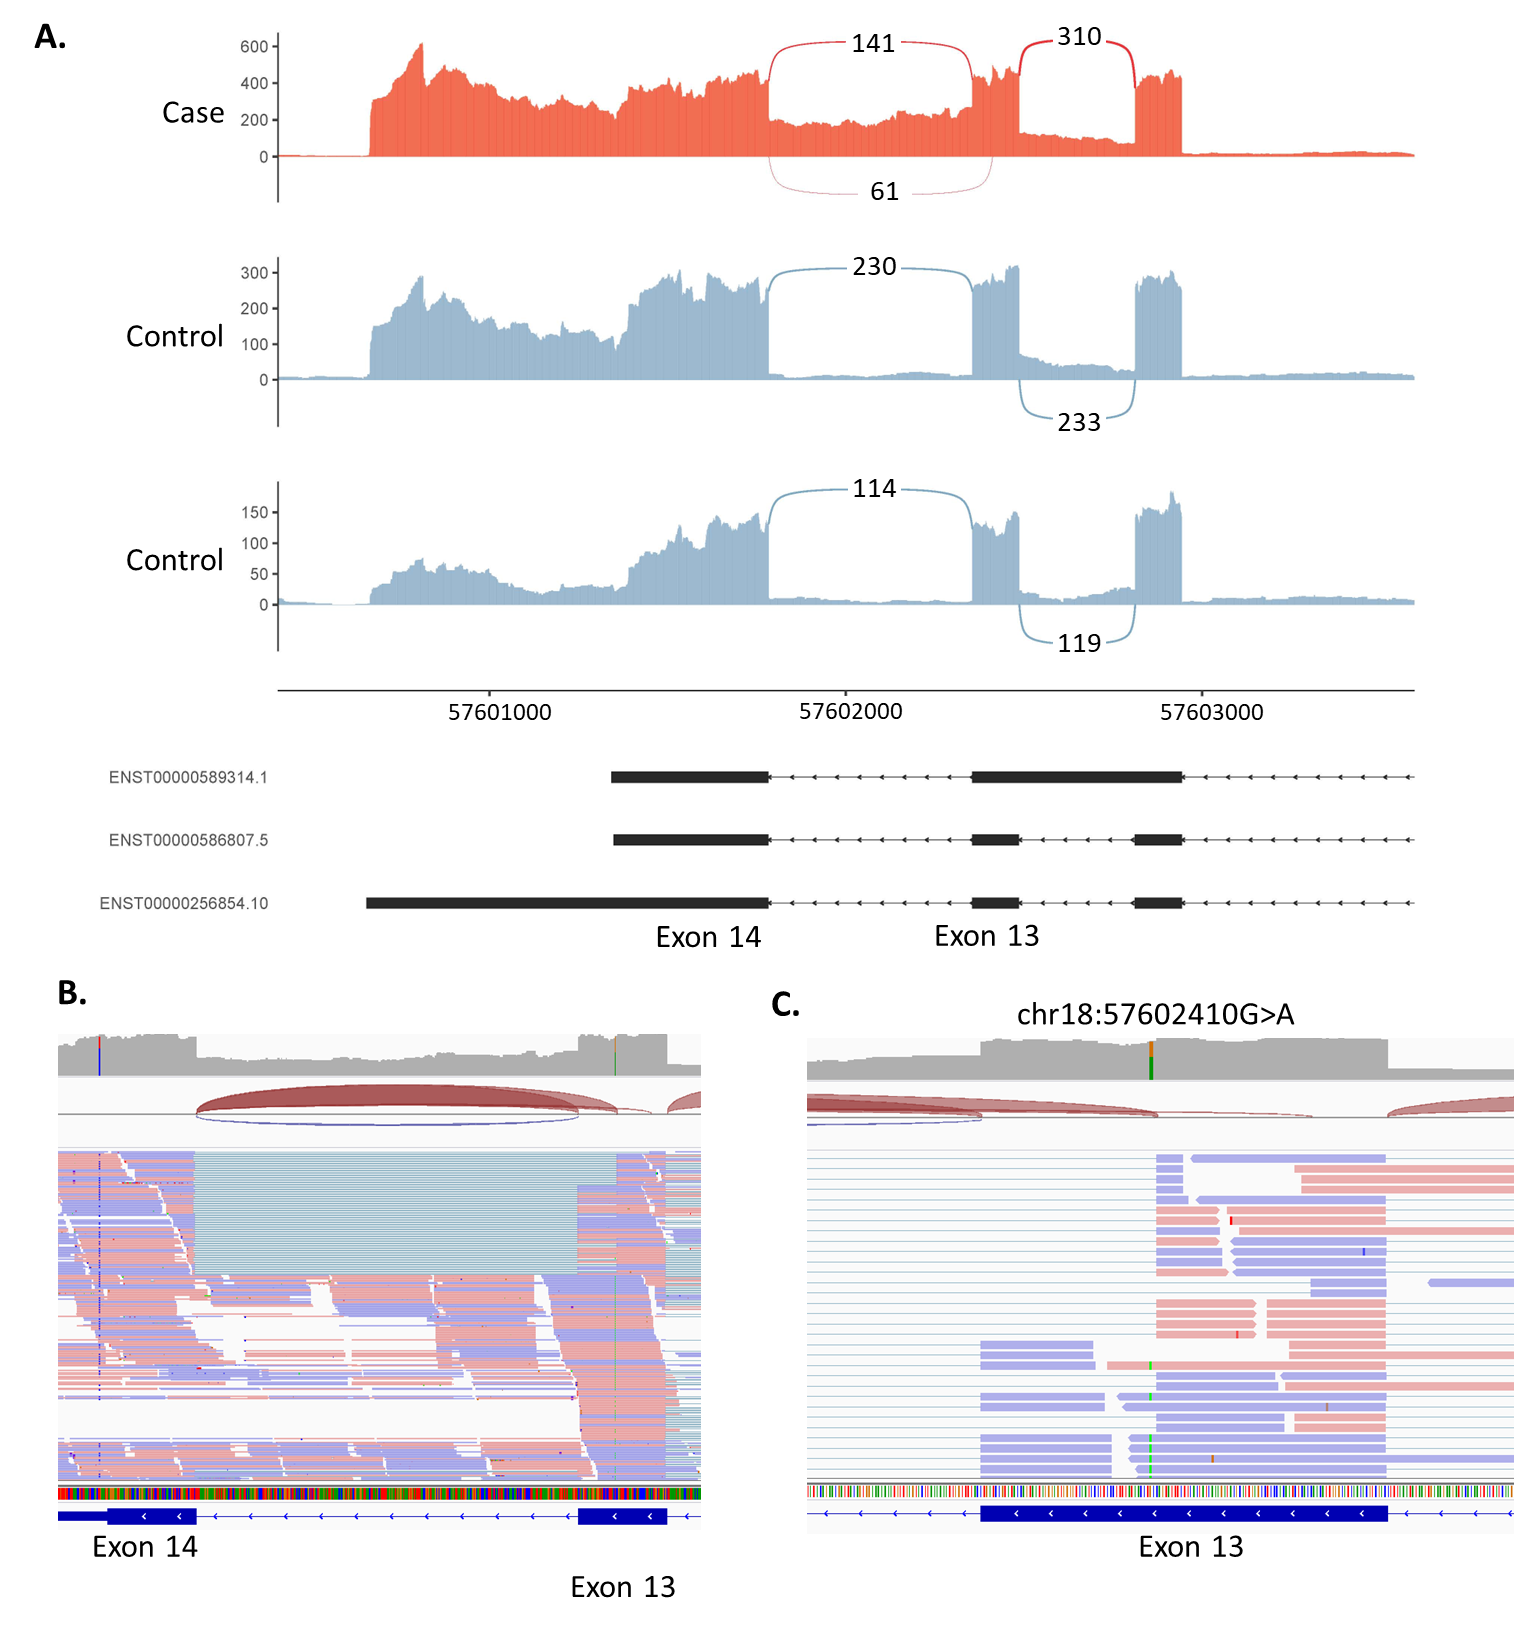 A.
600
400
200
0
Case
141
310
61
300
200
100
0
Control
230
233
150
100
50
0
Control
114
119
57601000 57602000 57603000
ENST00000589314.1
ENST00000586807.5
ENST00000256854.10
Exon 14 Exon 13
B.
Exon 14
Exon 13
C.
chr18:57602410G>A
Exon 13